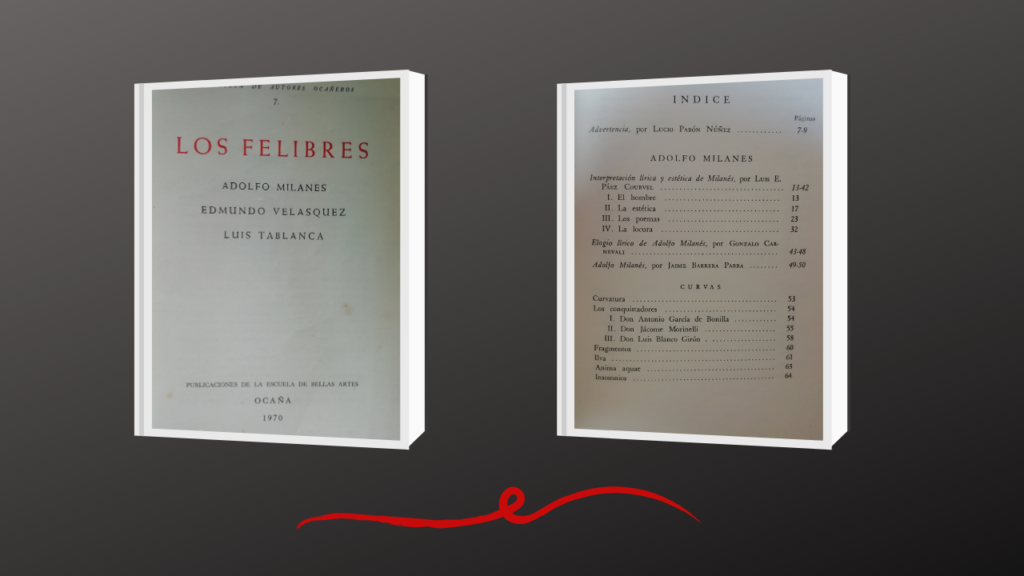 DE AUTORES OCAÑEROS
7.
LOS FELIBRES
ADOLFO MILANES
EDMUNDO VELASQUEZ
LUIS TABLANCA
PUBLICACIONES DE LA ESCUELA DE BELLAS ARTES
OCAÑA
1970
INDICE
Páginas
Advertencia, por LUCIO PABÓN NÚÑEZ ............ 7-9
ADOLFO MILANES
Interpretación lírica y estética de Milanés, por LUIS E.
PÁEZ COURVEL ............ 13-42
I. El hombre ............ 13
II. La estética ............ 17
III. Los poemas ............ 23
IV. La locura ............ 32
Elogio lírico de Adolfo Milanés, por GONZALO CAR-
NEVALI ............ 43-48
Adolfo Milanés, por JAIME BARRERA PARRA ........ 49-50
CURVAS
Curvatura ............ 53
Los conquistadores ............ 54
I. Don Antonio García de Bonilla ............ 54
II. Don Jácome Morinelli ............ 55
III. Don Luis Blanco Girón . ............ 58
Fragmentos ............ 60
Ilva ............ 61
Anima aquae ............ 63
Insomnios ............ 64